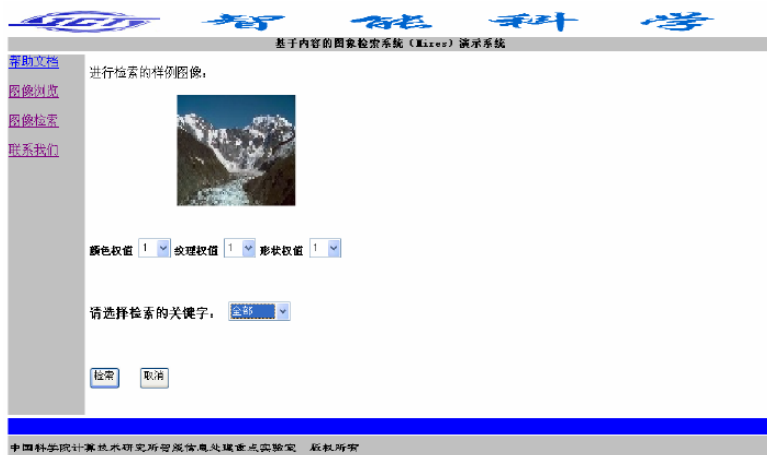 智能科学
基于内容的图象检索系统（Mires）演示系统
帮助文档
进行检索的样例图像：
图像浏览
图像检索
联系我们
颜色权值 1 纹理权值 1 形状权值 1
请选择检索的关键字： 全部
检索 取消
中国科学院计算技术研究所智能信息处理重点实验室 版权所有